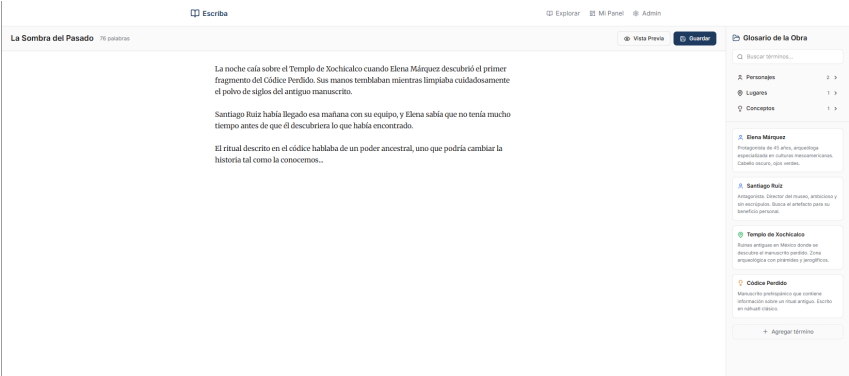 Escriba
Explorar
Mi Panel
Admin
La Sombra del Pasado
76 palabras
Vista Previa
Guardar
La noche caía sobre el Templo de Xochicalco cuando Elena Márquez descubrió el primer
fragmento del Códice Perdido. Sus manos temblaban mientras limpiaba cuidadosamente
el polvo de siglos del antiguo manuscrito.
Santiago Ruiz había llegado esa mañana con su equipo, y Elena sabía que no tenía mucho
tiempo antes de que él descubriera lo que había encontrado.
El ritual descrito en el códice hablaba de un poder ancestral, uno que podría cambiar la
historia tal como la conocemos...
Glosario de la Obra
Buscar términos...
Personajes 2
Lugares 1
Conceptos 1
Elena Márquez
Protagonista de 45 años, arqueóloga
especializada en culturas mesoamericanas.
Cabello oscuro, ojos verdes.
Santiago Ruiz
Antagonista. Director del museo, ambicioso y
sin escrúpulos. Busca el artefacto para su
beneficio personal.
Templo de Xochicalco
Ruinas antiguas en México donde se
descubre el manuscrito perdido. Zona
arqueológica con pirámides y jeroglíficos.
Códice Perdido
Manuscrito prehispánico que contiene
información sobre un ritual antiguo. Escrito
en náhuatl clásico.
Agregar término